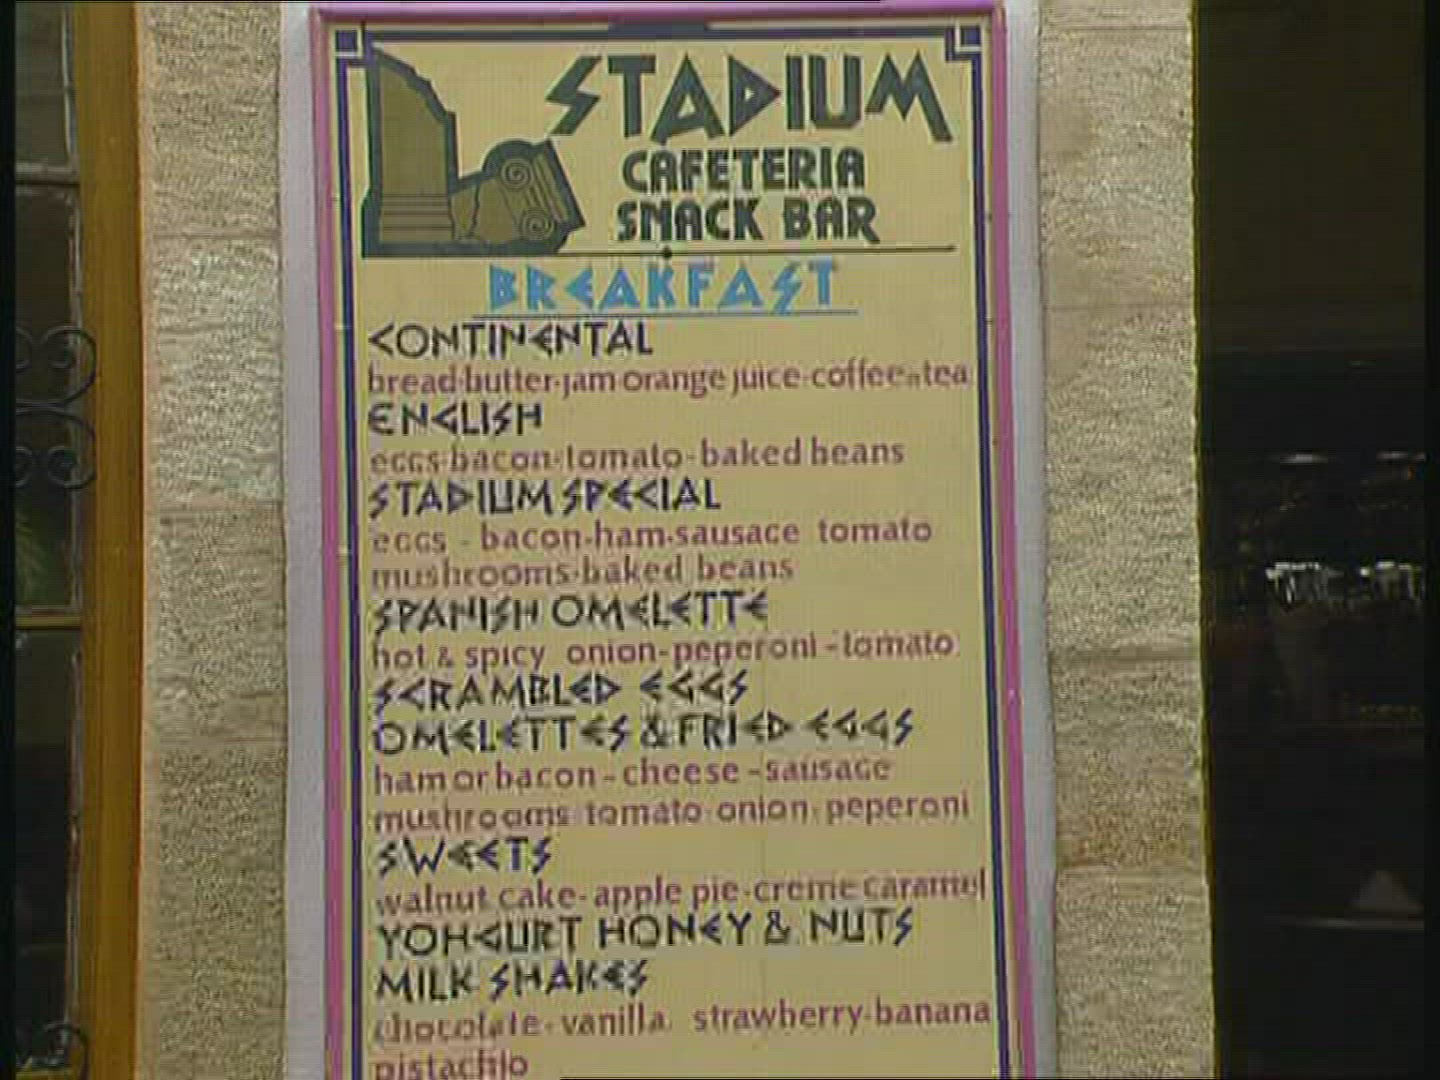 STADIUM
CAFETERIA
SNACK BAR
BREAKFAST
CONTINENTAL
bread-butter-jam orange juice-coffee-tea
ENGLISH
eggs-bacon-tomato-baked beans
STADIUM SPECIAL
eggs - bacon-ham-sausage tomato
mushrooms-baked beans
SPANISH OMELETTE
hot & spicy onion-peperoni-tomato
SCRAMBLED EGGS
OMELETTES & FRIED EGGS
ham or bacon-cheese-sausage
mushrooms-tomato-onion-peperoni
SWEETS
walnut cake-apple pie-creme caramel
YOHGURT HONEY & NUTS
MILK SHAKES
chocolate-vanilla strawberry-banana
pistachio